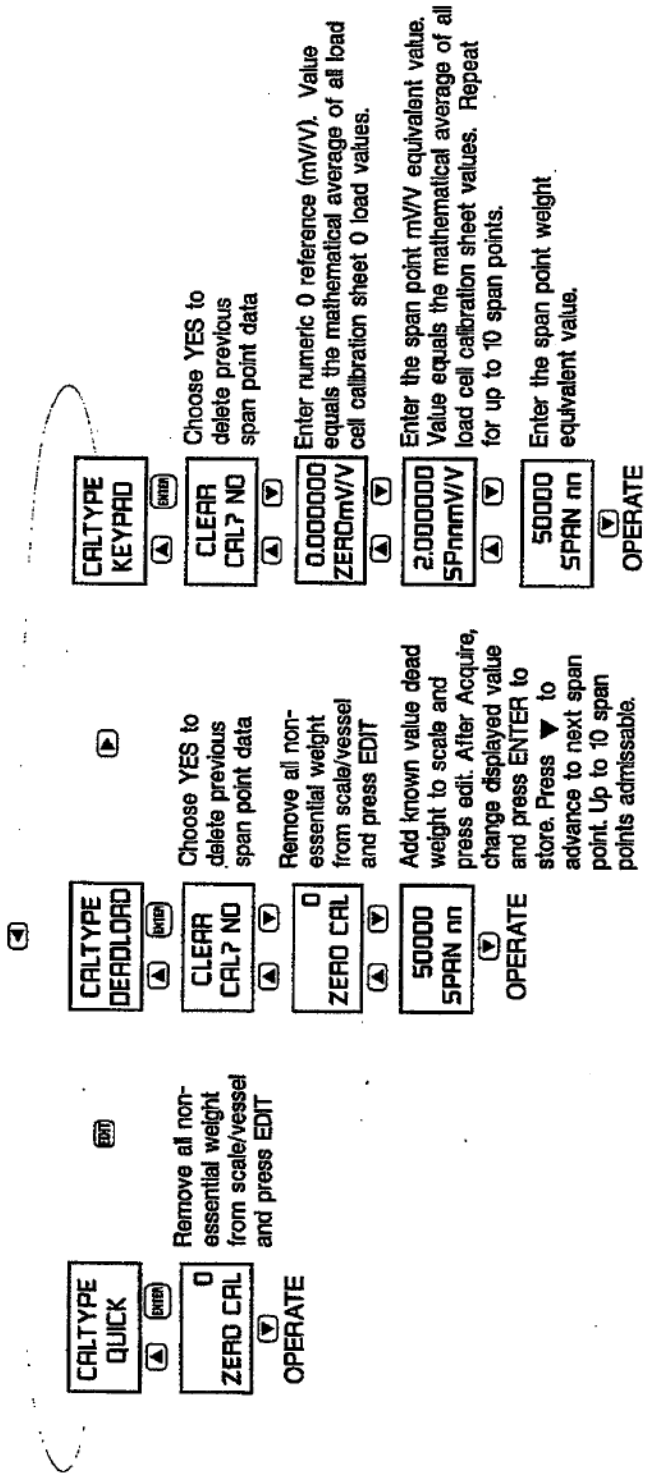 CALTYPE
QUICK
▲ ENTER
0
ZERO CAL
▼
OPERATE
Remove all non-
essential weight
from scale/vessel
and press EDIT
EDIT
◀
CALTYPE
DEADLOAD
▲ ENTER
CLEAR
CAL? NO
▲ ▼
0
ZERO CAL
▲ ▼
50000
SPAN nn
▼
OPERATE
Choose YES to
delete previous
span point data
Remove all non-
essential weight
from scale/vessel
and press EDIT
Add known value dead
weight to scale and
press edit. After Acquire,
change displayed value
and press ENTER to
store. Press ▼ to
advance to next span
point. Up to 10 span
points admissable.
▶
CALTYPE
KEYPAD
▲ ENTER
CLEAR
CAL? NO
▲ ▼
0.000000
ZEROmV/V
▲ ▼
2.000000
SPnnmV/V
▲ ▼
50000
SPAN nn
▼
OPERATE
Choose YES to
delete previous
span point data
Enter numeric 0 reference (mV/V). Value
equals the mathematical average of all load
cell calibration sheet 0 load values.
Enter the span point mV/V equivalent value.
Value equals the mathematical average of all
load cell calibration sheet values. Repeat
for up to 10 span points.
Enter the span point weight
equivalent value.